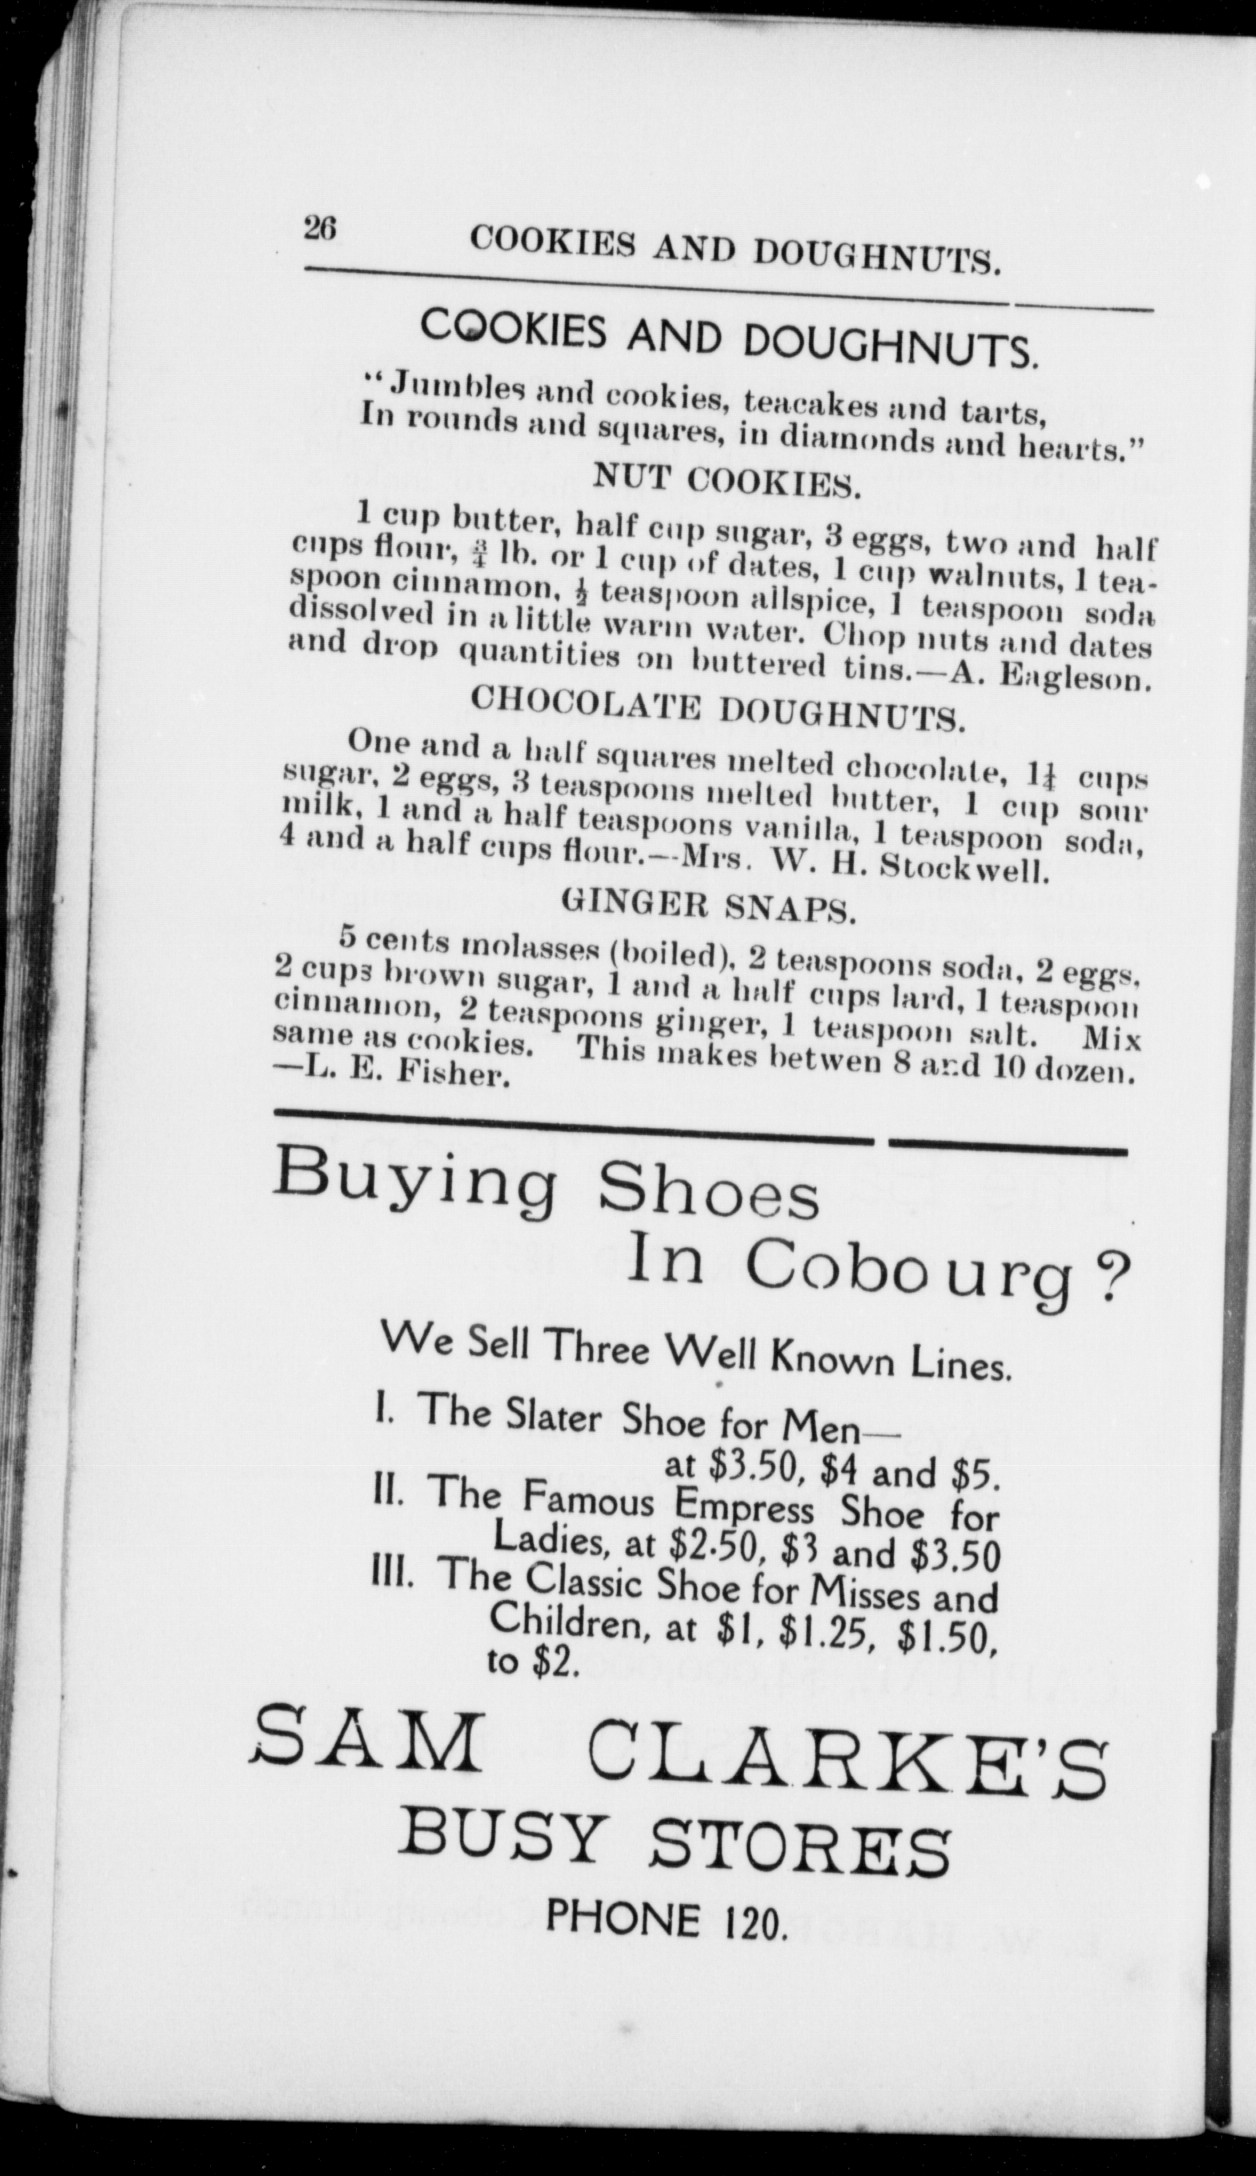 26 COOKIES AND DOUGHNUTS.
COOKIES AND DOUGHNUTS.
"Jumbles and cookies, teacakes and tarts,
In rounds and squares, in diamonds and hearts."
NUT COOKIES.
1 cup butter, half cup sugar, 3 eggs, two and half
cups flour, ¾ lb. or 1 cup of dates, 1 cup walnuts, 1 tea-
spoon cinnamon, ½ teaspoon allspice, 1 teaspoon soda
dissolved in a little warm water. Chop nuts and dates
and drop quantities on buttered tins.—A. Eagleson.
CHOCOLATE DOUGHNUTS.
One and a half squares melted chocolate, 1¼ cups
sugar, 2 eggs, 3 teaspoons melted butter, 1 cup sour
milk, 1 and a half teaspoons vanilla, 1 teaspoon soda,
4 and a half cups flour.—Mrs. W. H. Stockwell.
GINGER SNAPS.
5 cents molasses (boiled), 2 teaspoons soda, 2 eggs,
2 cups brown sugar, 1 and a half cups lard, 1 teaspoon
cinnamon, 2 teaspoons ginger, 1 teaspoon salt. Mix
same as cookies. This makes betwen 8 and 10 dozen.
—L. E. Fisher.
Buying Shoes
In Cobourg?
We Sell Three Well Known Lines.
I. The Slater Shoe for Men—
at $3.50, $4 and $5.
II. The Famous Empress Shoe for
Ladies, at $2.50, $3 and $3.50
III. The Classic Shoe for Misses and
Children, at $1, $1.25, $1.50,
to $2.
SAM CLARKE'S
BUSY STORES
PHONE 120.